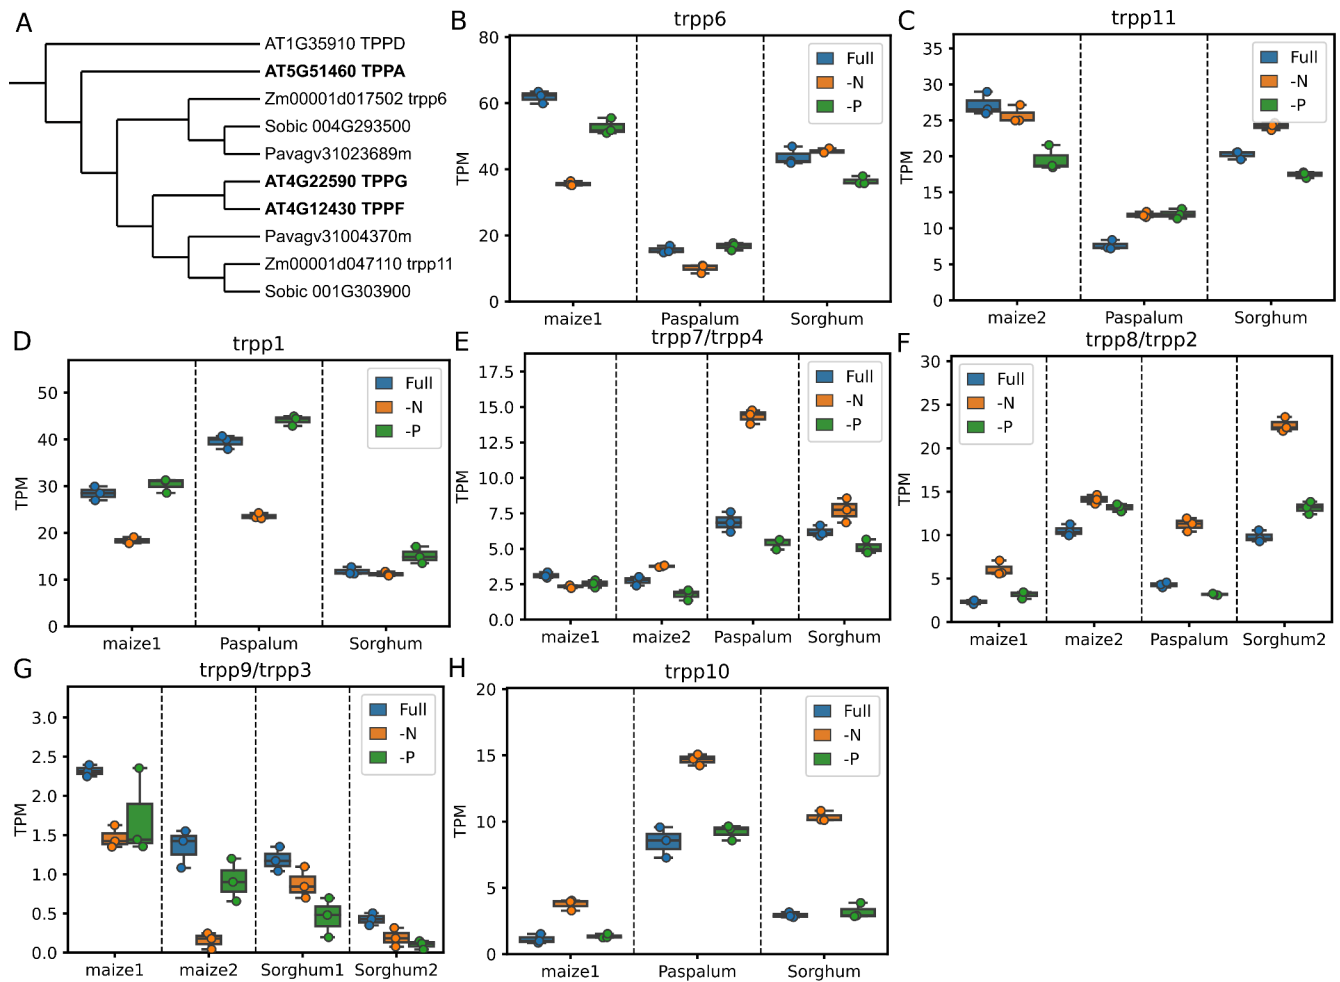 A
AT1G35910 TPPD
AT5G51460 TPPA
Zm00001d017502 trpp6
Sobic 004G293500
Pavagv31023689m
AT4G22590 TPPG
AT4G12430 TPPF
Pavagv31004370m
Zm00001d047110 trpp11
Sobic 001G303900
B
trpp6
80
60
40
20
0
TPM
Full
-N
-P
maize1 Paspalum Sorghum
C
trpp11
35
30
25
20
15
10
5
0
TPM
Full
-N
-P
maize2 Paspalum Sorghum
D
trpp1
50
40
30
20
10
0
TPM
Full
-N
-P
maize1 Paspalum Sorghum
E
trpp7/trpp4
17.5
15.0
12.5
10.0
7.5
5.0
2.5
0.0
TPM
Full
-N
-P
maize1 maize2 Paspalum Sorghum
F
trpp8/trpp2
30
25
20
15
10
5
0
TPM
Full
-N
-P
maize1 maize2 Paspalum Sorghum2
G
trpp9/trpp3
3.0
2.5
2.0
1.5
1.0
0.5
0.0
TPM
Full
-N
-P
maize1 maize2 Sorghum1 Sorghum2
H
trpp10
20
15
10
5
0
TPM
Full
-N
-P
maize1 Paspalum Sorghum